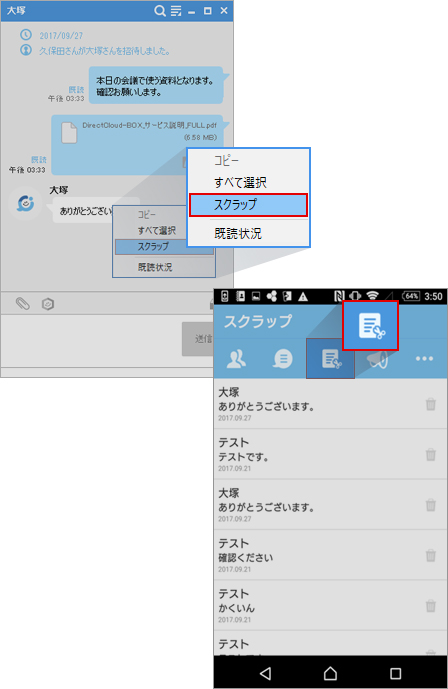 大塚
2017/09/27
久保田さんが大塚さんを招待しました。
本日の会議で使う資料となります。
確認お願いします。
既読
午後 03:33
DirectCloud-BOX_サービス説明_FULL.pdf
(6.58 MB)
既読
午後 03:33
大塚
ありがとうござい
コピー
すべて選択
スクラップ
既読状況
コピー
すべて選択
スクラップ
既読状況
送信
64% 3:50
スクラップ
大塚
ありがとうございます。
2017.09.27
テスト
テストです。
2017.09.21
大塚
ありがとうございます。
2017.09.27
テスト
確認ください
2017.09.21
テスト
かくいん
2017.09.21
テスト